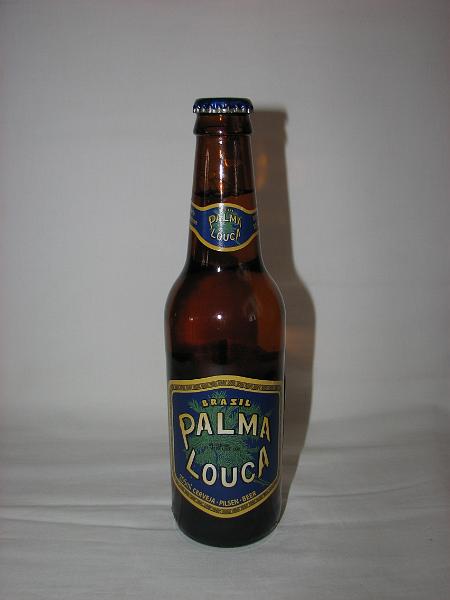 PALMA
LOUCA
BRASIL
PALMA
LOUCA
CERVEJA · PILSEN · BEER